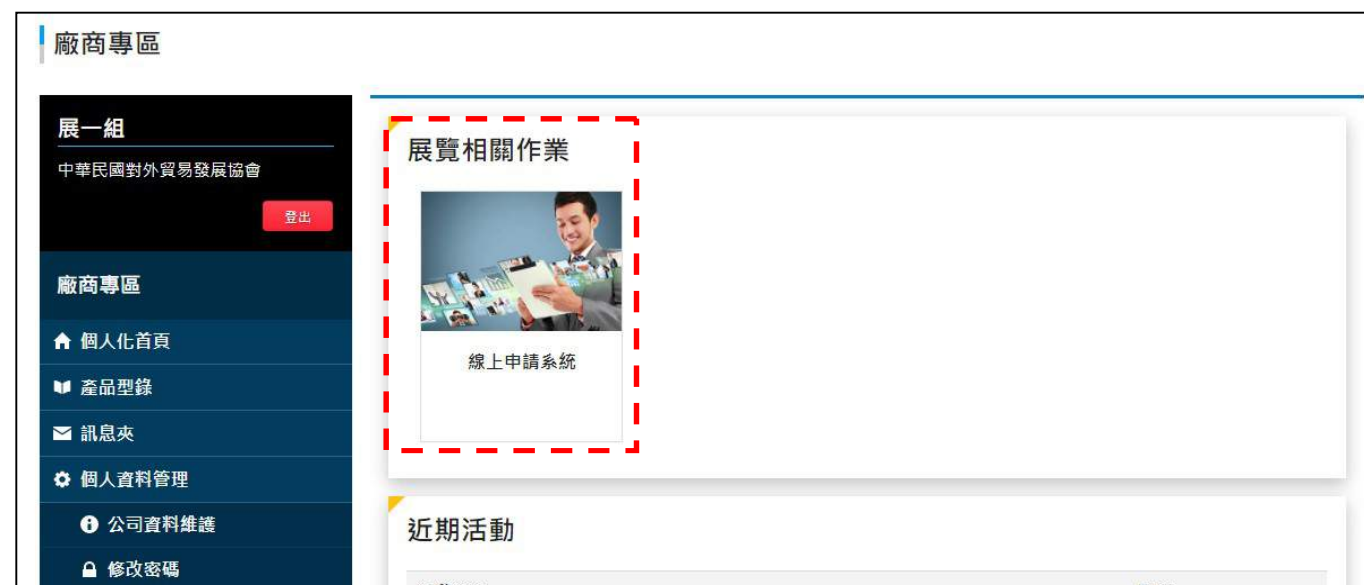 廠商專區
展一組
中華民國對外貿易發展協會
登出
廠商專區
個人化首頁
產品型錄
訊息夾
個人資料管理
公司資料維護
修改密碼
展覽相關作業
線上申請系統
近期活動